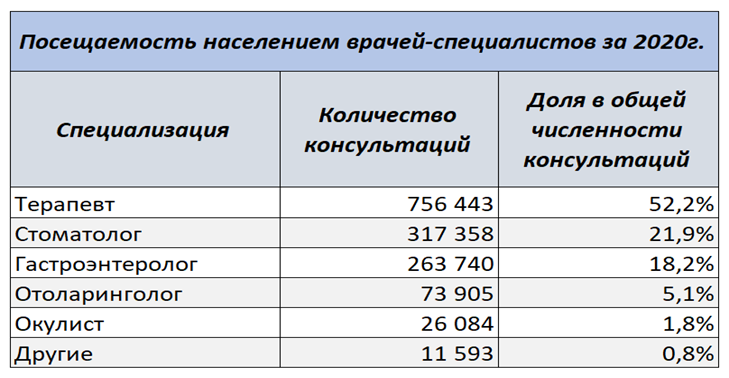 Посещаемость населением врачей-специалистов за 2020г.
Специализация
Количество
консультаций
Доля в общей
численности
консультаций
Терапевт 756 443 52,2%
Стоматолог 317 358 21,9%
Гастроэнтеролог 263 740 18,2%
Отоларинголог 73 905 5,1%
Окулист 26 084 1,8%
Другие 11 593 0,8%